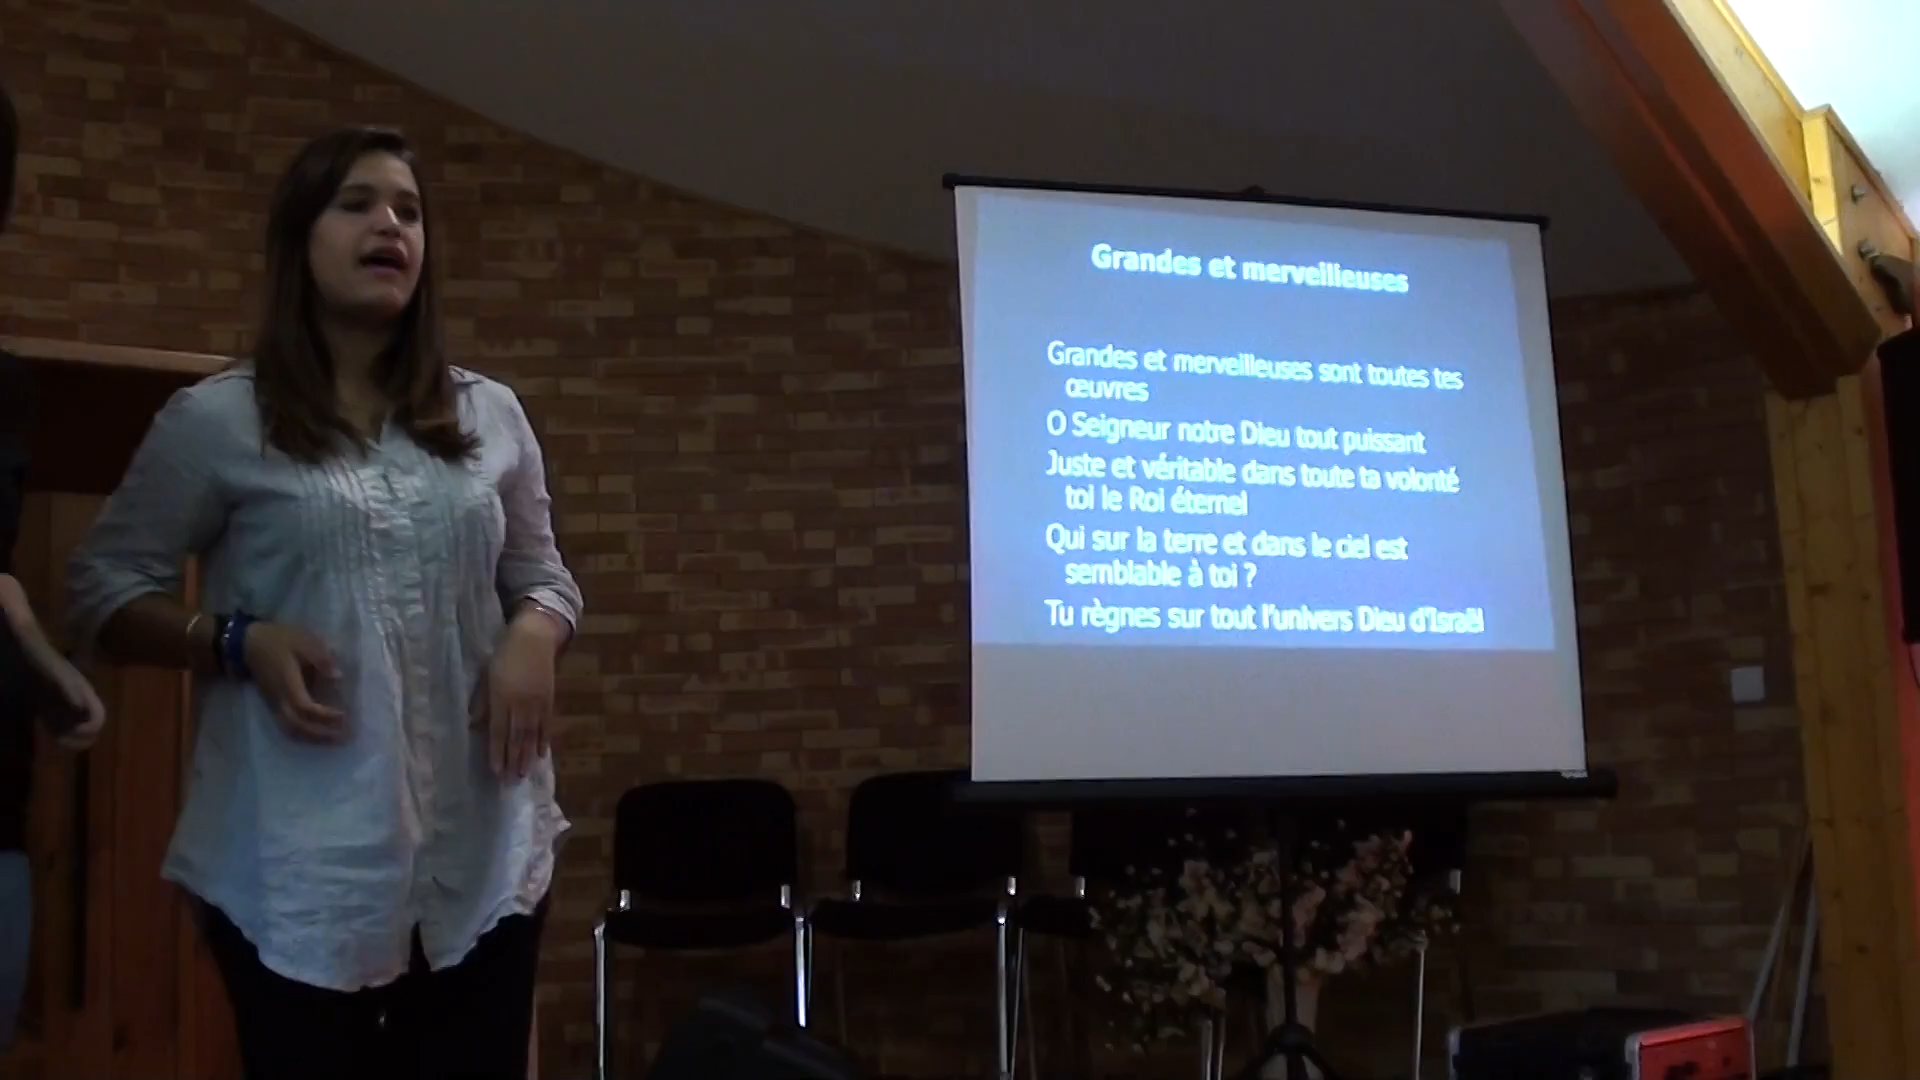 Grandes et merveilleuses
Grandes et merveilleuses sont toutes tes
œuvres
O Seigneur notre Dieu tout puissant
Juste et véritable dans toute ta volonté
toi le Roi éternel
Qui sur la terre et dans le ciel est
semblable à toi ?
Tu règnes sur tout l'univers Dieu d'Israël